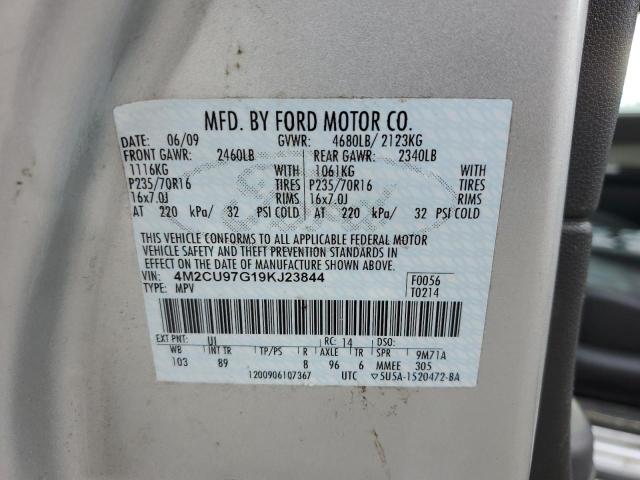 MFD. BY FORD MOTOR CO.
DATE: 06/09 GVWR: 4680LB/ 2123KG
FRONT GAWR: 2460LB REAR GAWR: 2340LB
1116KG WITH 1061KG WITH
P235/70R16 TIRES P235/70R16 TIRES
16x7.0J RIMS 16x7.0J RIMS
AT 220 kPa/ 32 PSI COLD AT 220 kPa/ 32 PSI COLD
THIS VEHICLE CONFORMS TO ALL APPLICABLE FEDERAL MOTOR
VEHICLE SAFETY AND THEFT PREVENTION STANDARDS IN
EFFECT ON THE DATE OF MANUFACTURE SHOWN ABOVE.
VIN: 4M2CU97G19KJ23844 F0056
TYPE: MPV T0214
EXT PNT: UI RC: 14 DSO:
WB INT TR TP/PS R AXLE TR SPR 9M71A
103 89 8 96 6 MMEE 305
1200906107367 UTC ▽5U5A-1520472-BA